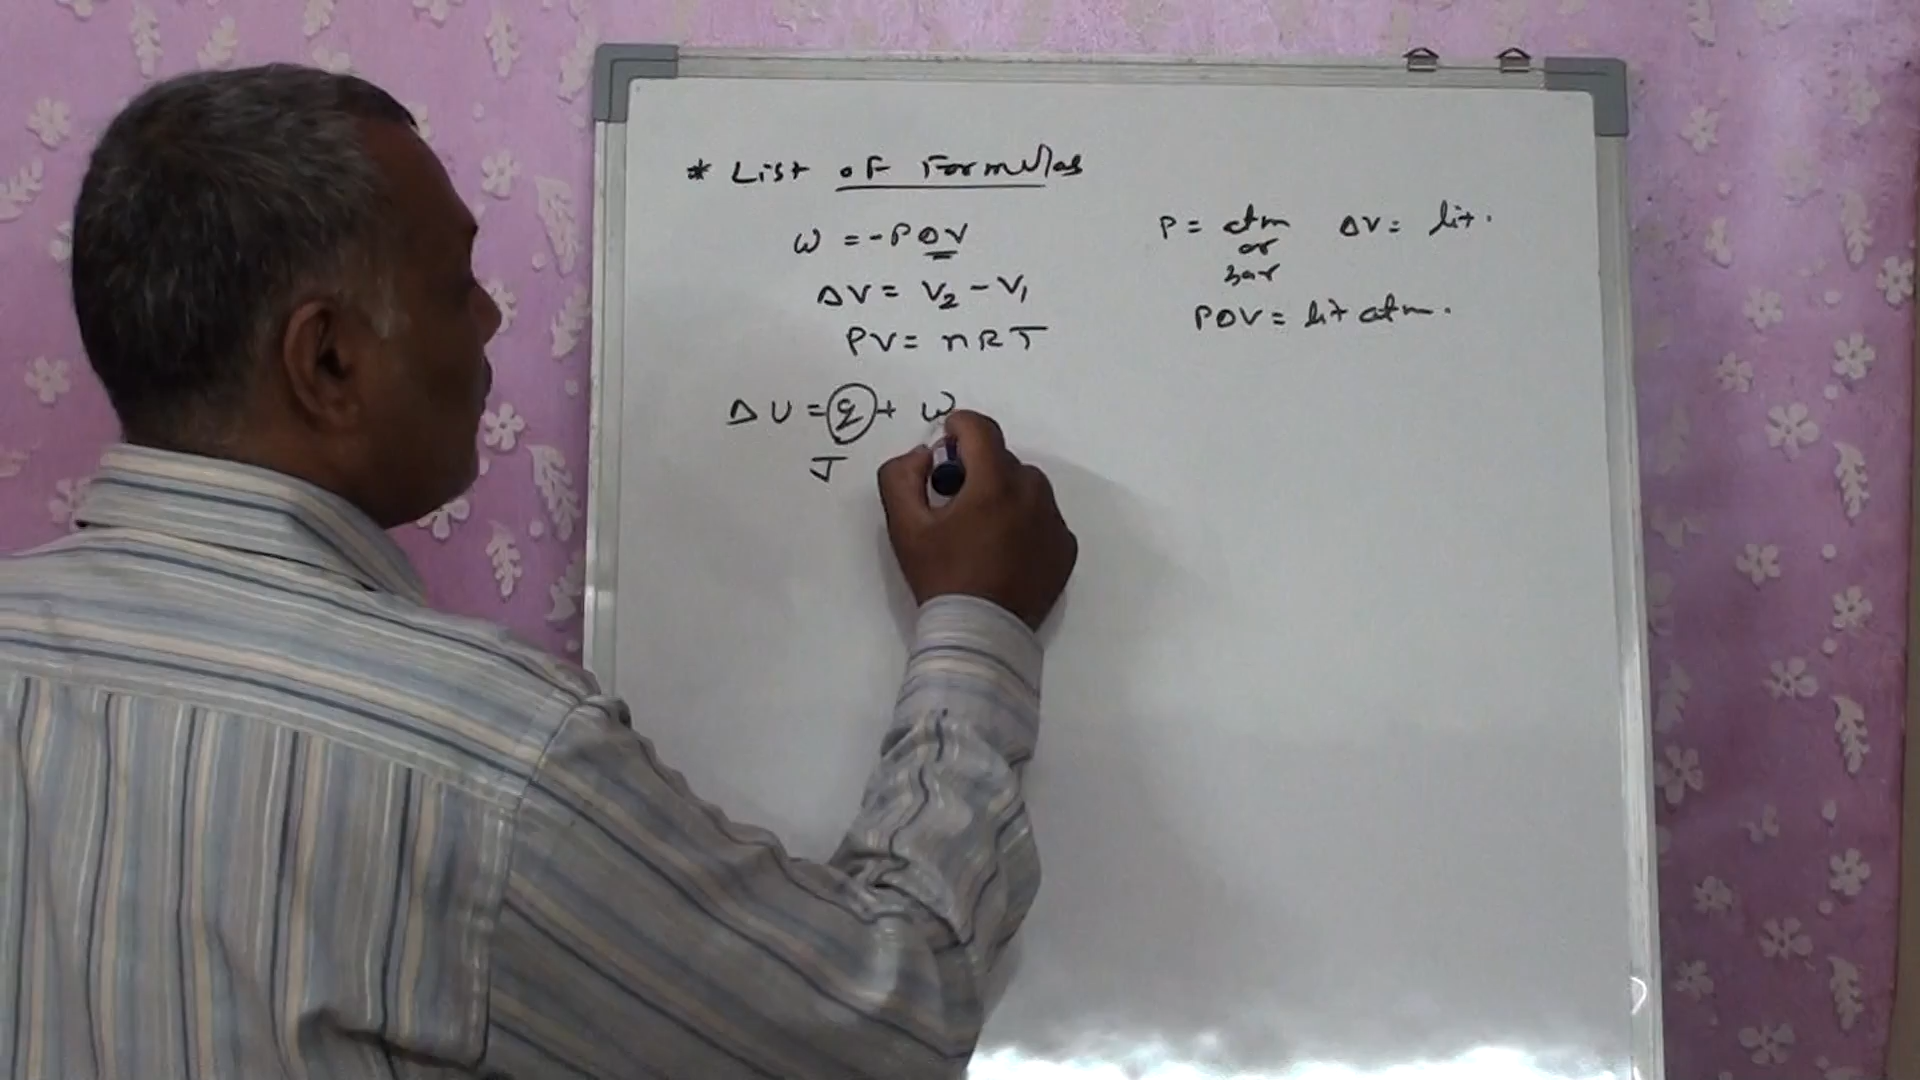 * List of Formulas
W = -PΔV
ΔV = V₂ - V₁
PV = nRT
ΔU = q + W
J
P = atm ΔV = lit.
or
bar
PΔV = lit atm.